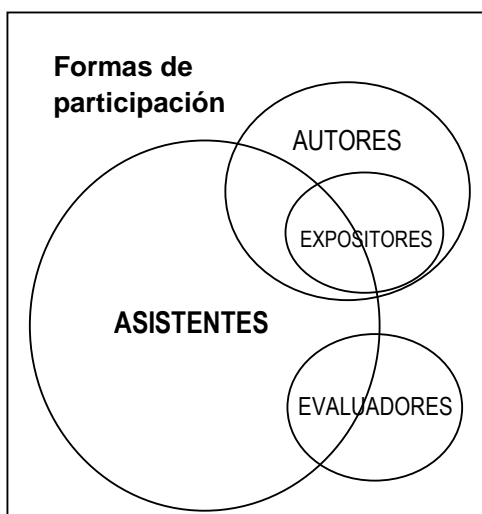 Formas de
participación
AUTORES
EXPOSITORES
ASISTENTES
EVALUADORES